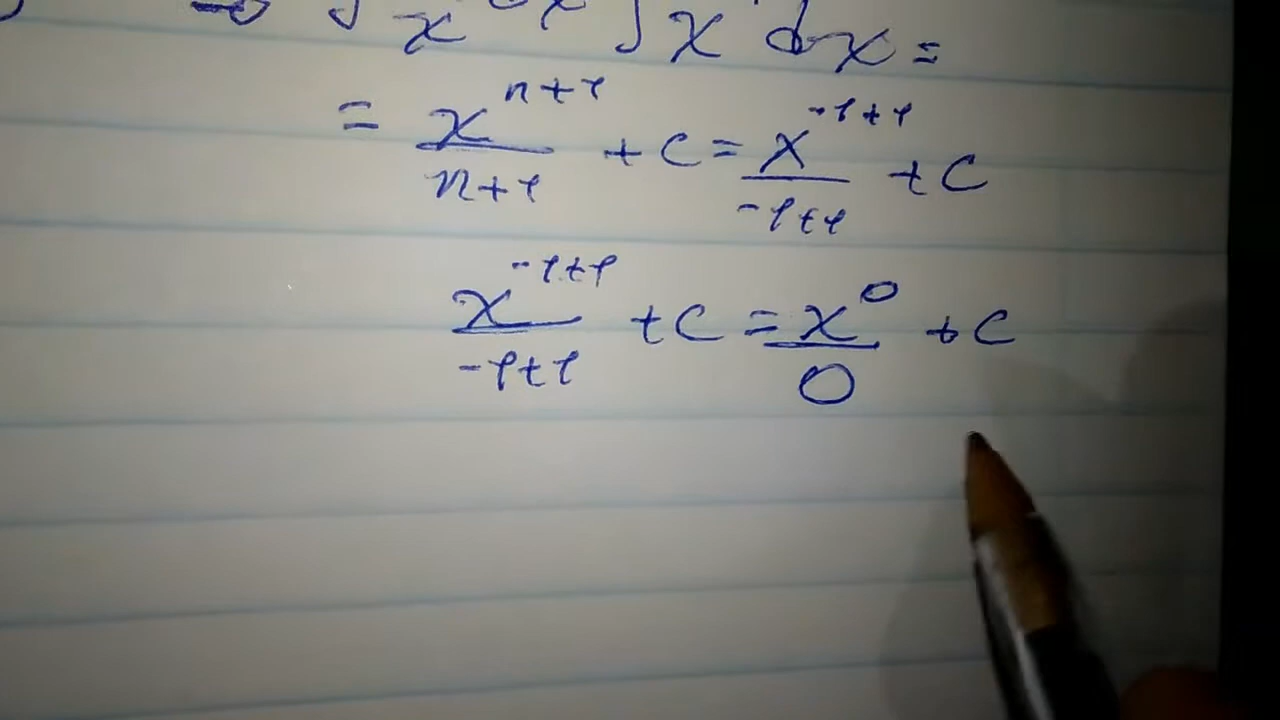 ∫ x dx =
= x^(n+1)/(n+1) + c = x^(-1+1)/(-1+1) + c
x^(-1+1)/(-1+1) + c = x^0/0 + c